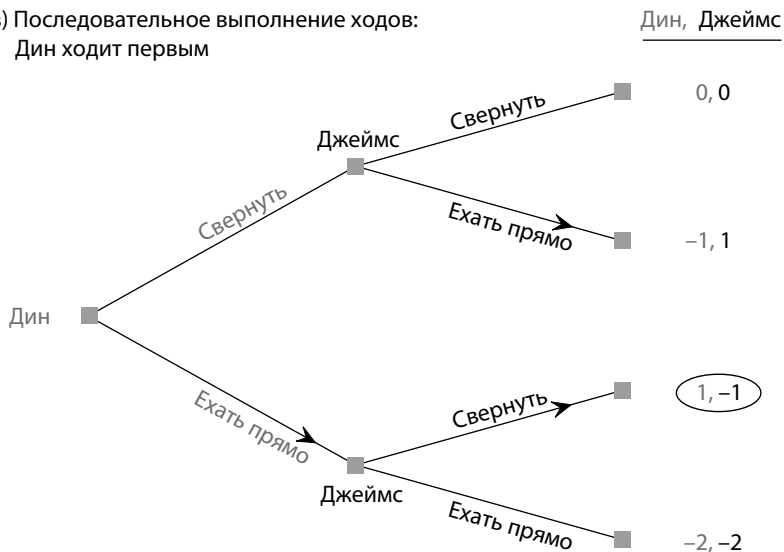 ) Последовательное выполнение ходов:
Дин ходит первым
Дин, Джеймс
Свернуть
0, 0
Джеймс
Свернуть
Ехать прямо
–1, 1
Дин
Ехать прямо
Свернуть
1, –1
Джеймс
Ехать прямо
–2, –2